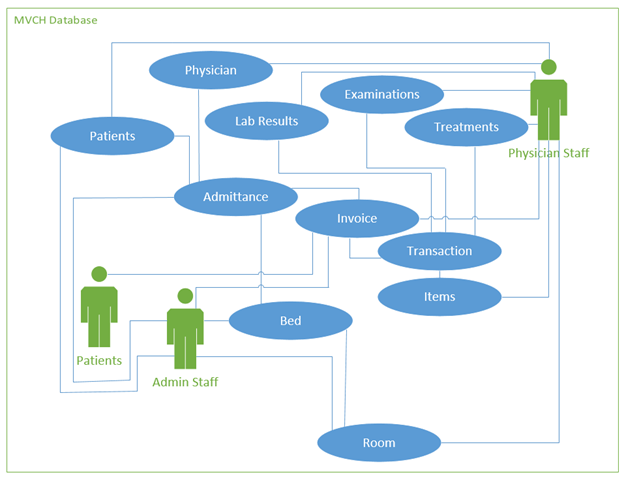 MVCH Database
Physician
Examinations
Lab Results
Treatments
Patients
Physician Staff
Admittance
Invoice
Transaction
Items
Bed
Patients
Admin Staff
Room